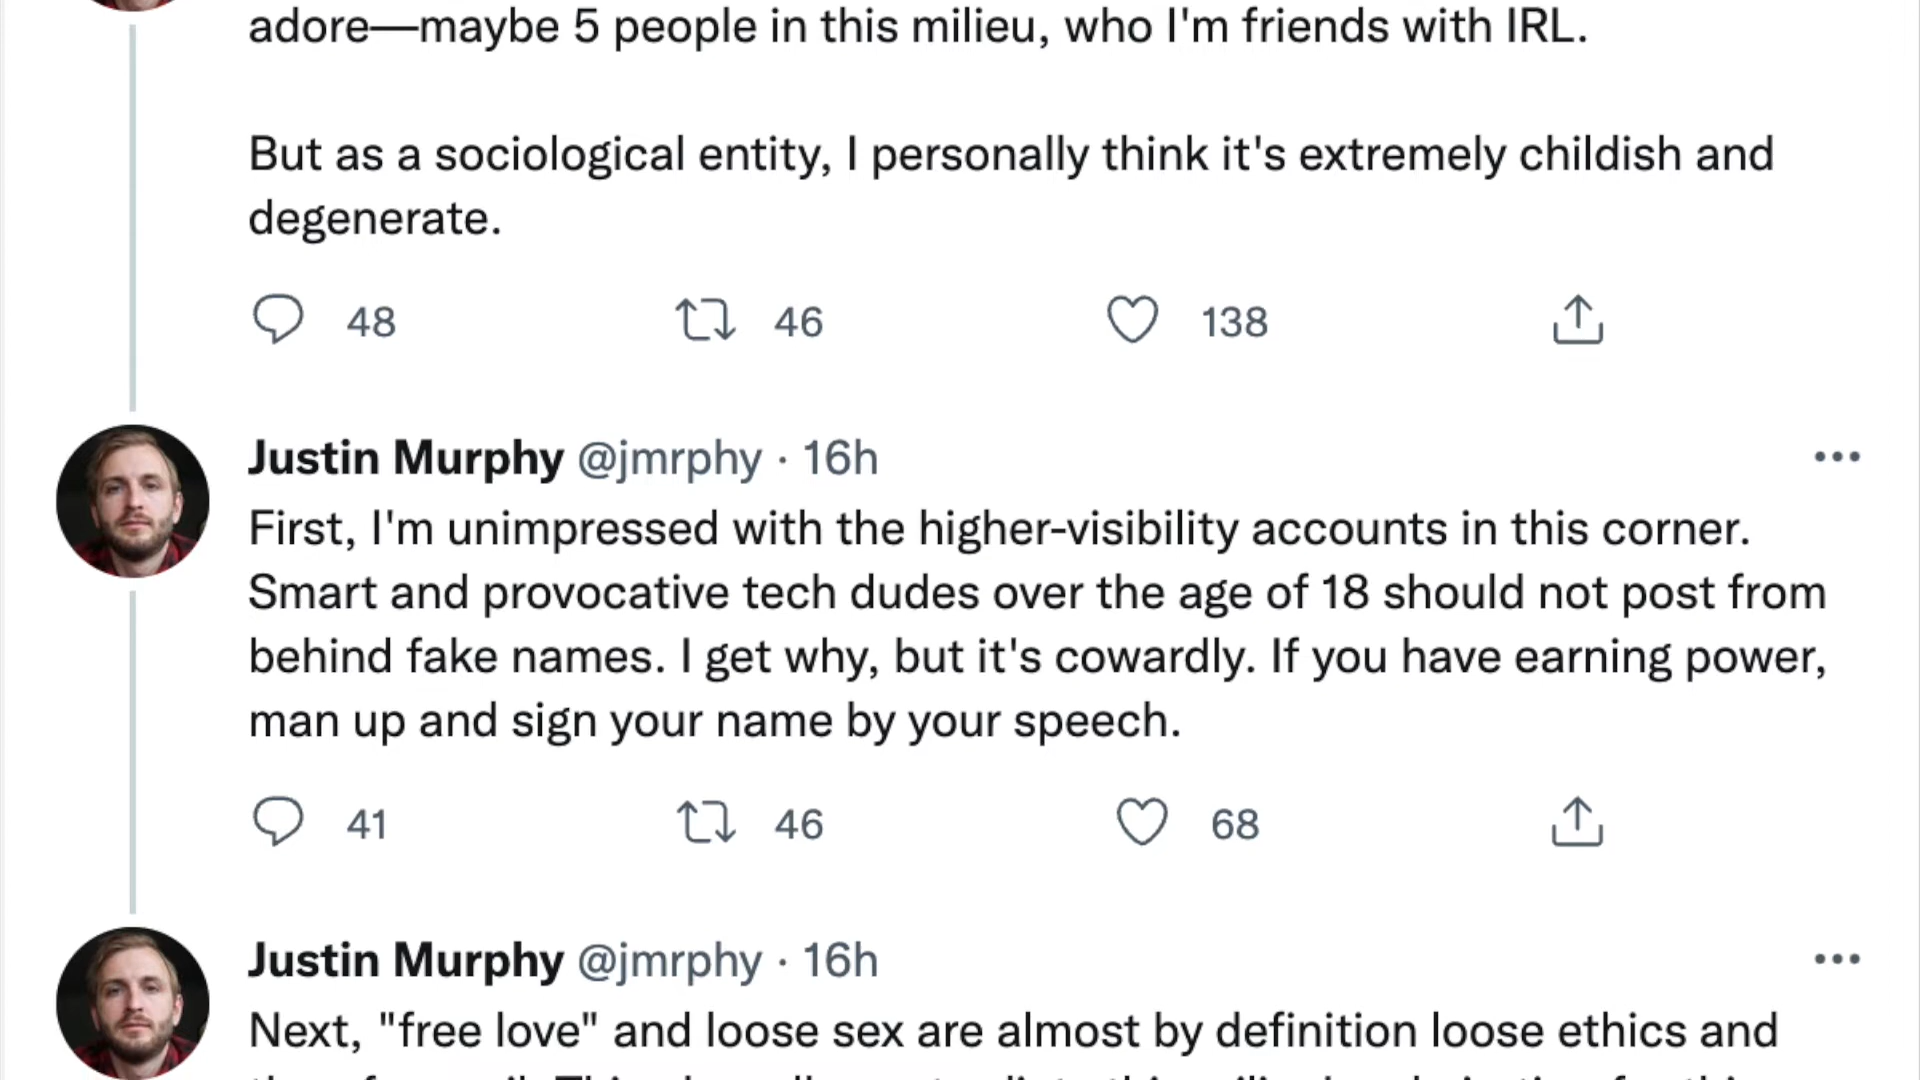 adore—maybe 5 people in this milieu, who I'm friends with IRL.
But as a sociological entity, I personally think it's extremely childish and
degenerate.
48 46 138
Justin Murphy @jmrphy · 16h
First, I'm unimpressed with the higher-visibility accounts in this corner.
Smart and provocative tech dudes over the age of 18 should not post from
behind fake names. I get why, but it's cowardly. If you have earning power,
man up and sign your name by your speech.
41 46 68
Justin Murphy @jmrphy · 16h
Next, "free love" and loose sex are almost by definition loose ethics and